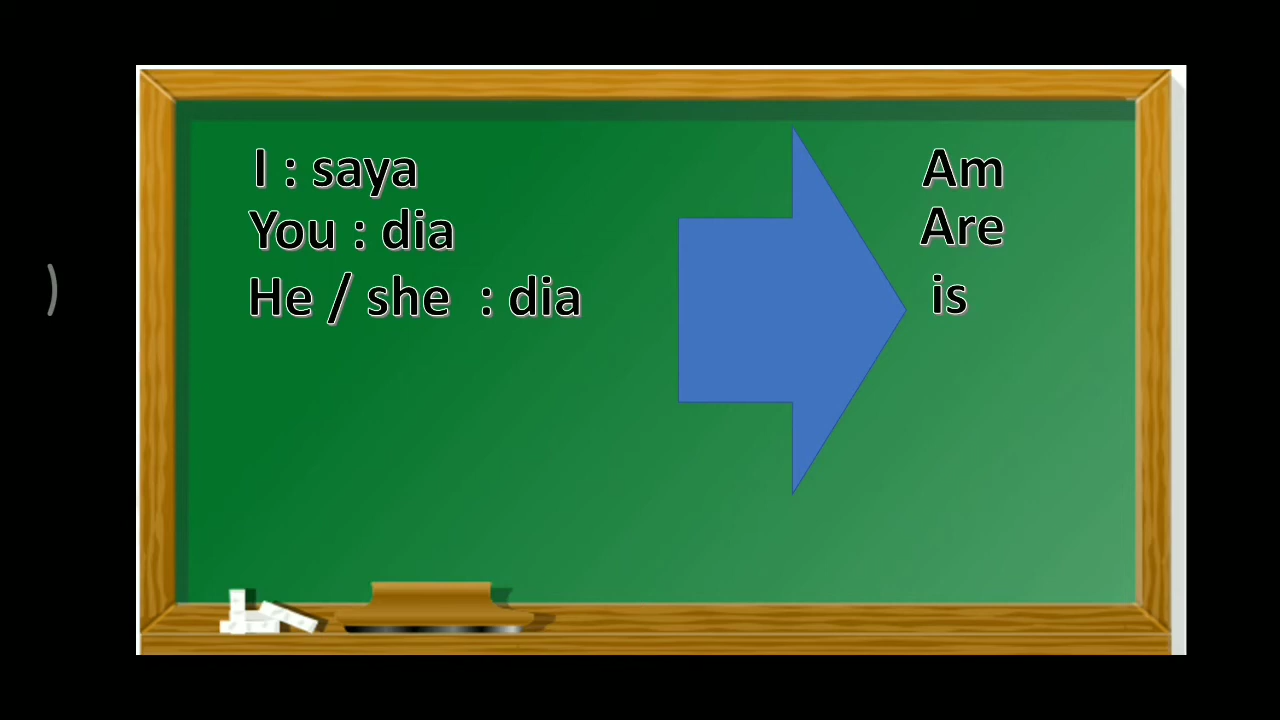 I : saya
You : dia
He / she : dia
Am
Are
is